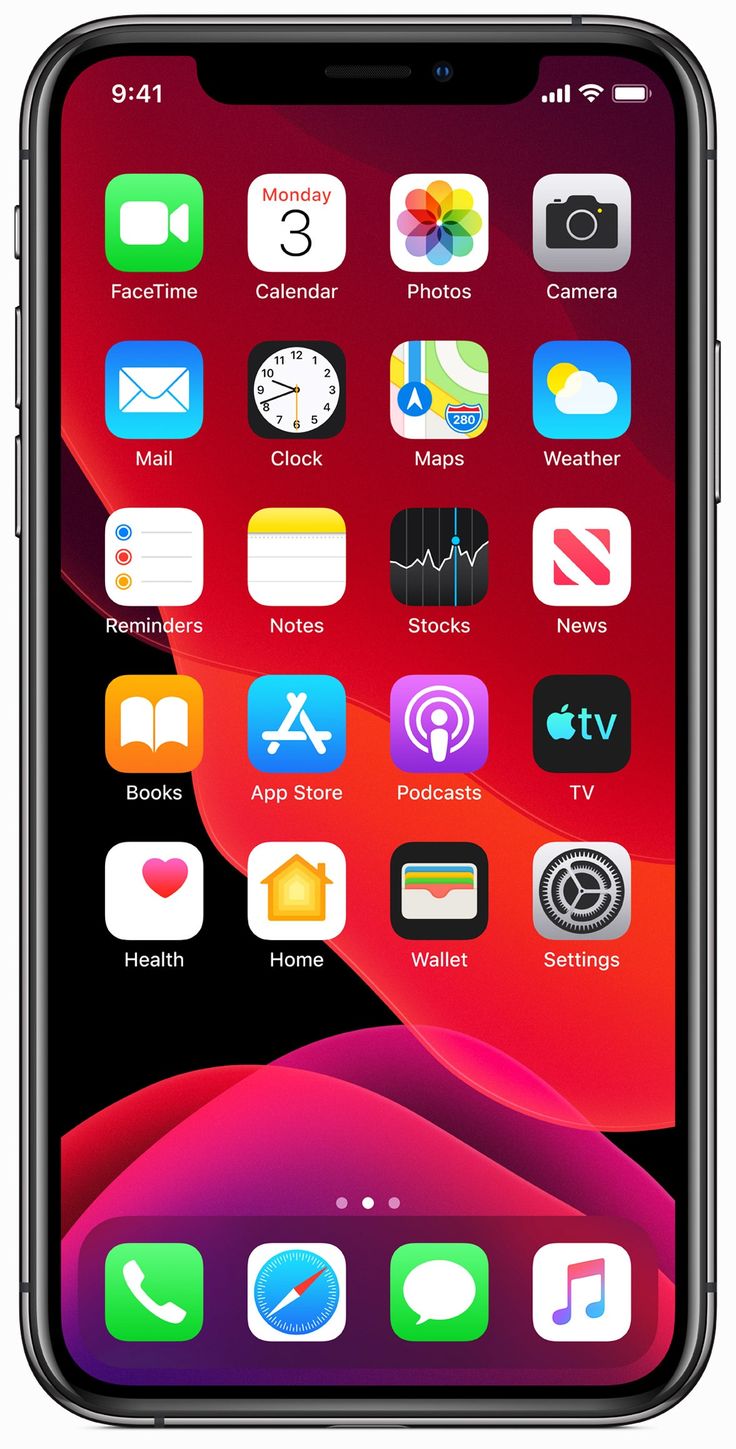 9:41
Monday
3
FaceTime
Calendar
Photos
Camera
12
11
1
10
2
9
3
8
4
7
5
6
280
Mail
Clock
Maps
Weather
Reminders
Notes
Stocks
News
tv
Books
App Store
Podcasts
TV
Health
Home
Wallet
Settings